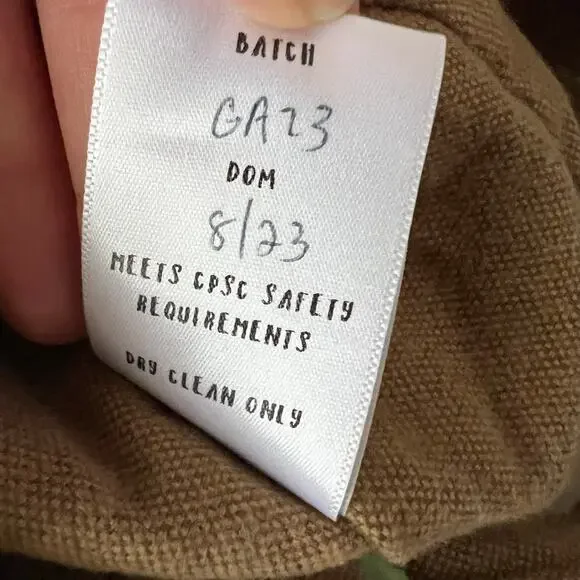 BATCH
GA23
DOM
8/23
MEETS CPSC SAFETY
REQUIREMENTS
DRY CLEAN ONLY